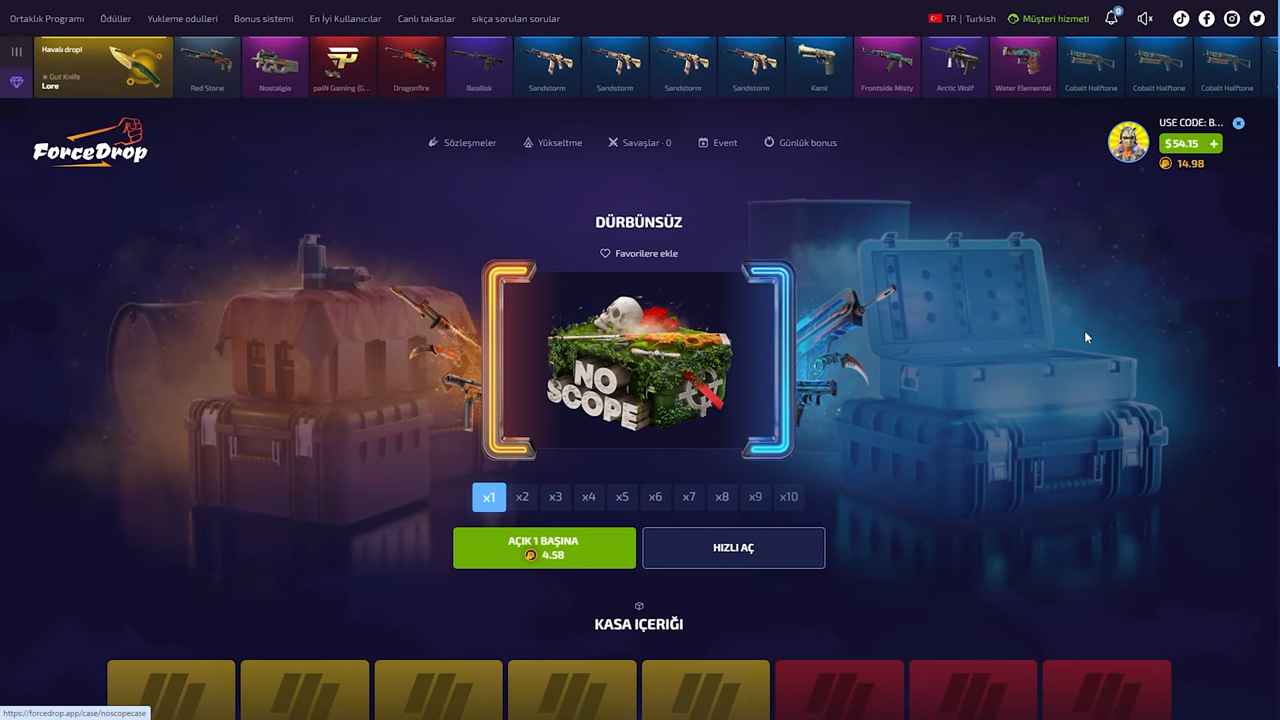 Ortaklık Programı Ödüller Yukleme odulleri Bonus sistemi En İyi Kullanıcılar Canlı takaslar sıkça sorulan sorular TR | Turkish Müşteri hizmeti 0
Havalı drop!
★ Gut Knife
Lore
Red Stone Nostalgia paiN Gaming (G... Dragonfire Basilisk Sandstorm Sandstorm Sandstorm Sandstorm Kami Frontside Misty Arctic Wolf Water Elemental Cobalt Halftone Cobalt Halftone Cobalt Halftone
ForceDrop
Sözleşmeler Yükseltme Savaşlar · 0 Event Günlük bonus
USE CODE: B...
$ 54.15 +
14.98
DÜRBÜNSÜZ
Favorilere ekle
NO
SCOPE
x1 x2 x3 x4 x5 x6 x7 x8 x9 x10
AÇIK 1 BAŞINA
4.58
HIZLI AÇ
KASA IÇERIĞI
https://forcedrop.app/case/noscopecase